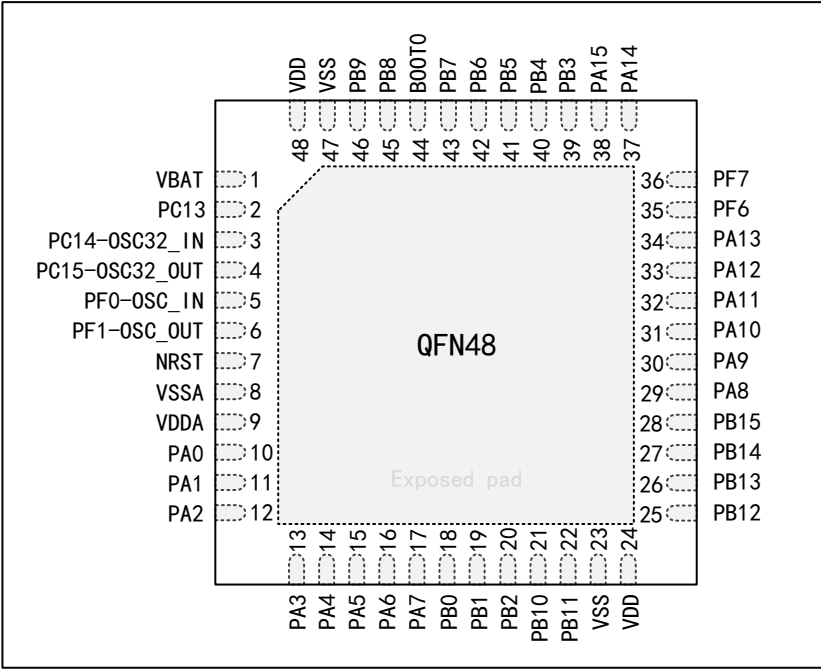 VDD
VSS
PB9
PB8
BOOT0
PB7
PB6
PB5
PB4
PB3
PA15
PA14
48
47
46
45
44
43
42
41
40
39
38
37
VBAT 1
PC13 2
PC14-OSC32_IN 3
PC15-OSC32_OUT 4
PF0-OSC_IN 5
PF1-OSC_OUT 6
NRST 7
VSSA 8
VDDA 9
PA0 10
PA1 11
PA2 12
QFN48
Exposed pad
36 PF7
35 PF6
34 PA13
33 PA12
32 PA11
31 PA10
30 PA9
29 PA8
28 PB15
27 PB14
26 PB13
25 PB12
13
14
15
16
17
18
19
20
21
22
23
24
PA3
PA4
PA5
PA6
PA7
PB0
PB1
PB2
PB10
PB11
VSS
VDD